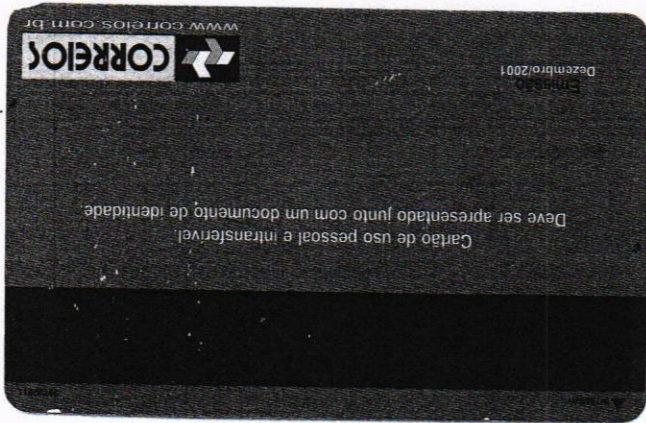 Cartão de uso pessoal e intransferível.
Deve ser apresentado junto com um documento de identidade
Emissão
Dezembro/2001
CORREIOS
www.correios.com.br